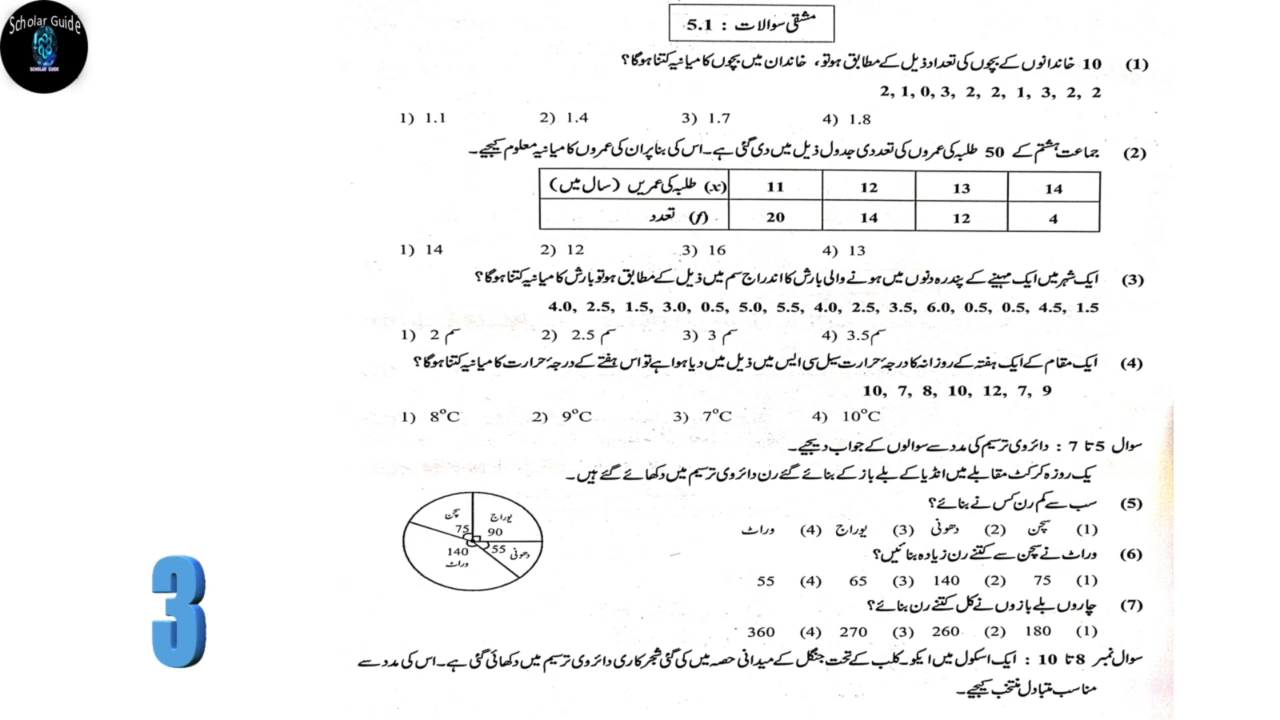 Scholar Guide
SCHOLAR GUIDE
مشقی سوالات : 5.1
(1) 10 خاندانوں کے بچوں کی تعداد ذیل کے مطابق ہو تو، خاندان میں بچوں کا میانیہ کتنا ہوگا؟
2, 1, 0, 3, 2, 2, 1, 3, 2, 2
1) 1.1 2) 1.4 3) 1.7 4) 1.8
(2) جماعت ہشتم کے 50 طلبہ کی عمروں کی تعددی جدول ذیل میں دی گئی ہے۔ اس کی بنا پر ان کی عمروں کا میانیہ معلوم کیجیے۔
طلبہ کی عمریں (سال میں) (x) 11 12 13 14
تعدد (f) 20 14 12 4
1) 14 2) 12 3) 16 4) 13
(3) ایک شہر میں ایک مہینے کے پندرہ دنوں میں ہونے والی بارش کا اندراج سم میں ذیل کے مطابق ہو تو بارش کا میانیہ کتنا ہوگا؟
4.0, 2.5, 1.5, 3.0, 0.5, 5.0, 5.5, 4.0, 2.5, 3.5, 6.0, 0.5, 0.5, 4.5, 1.5
1) 2 سم 2) 2.5 سم 3) 3 سم 4) 3.5 سم
(4) ایک مقام کے ایک ہفتہ کے روزانہ کا درجۂ حرارت سیل سی ایس میں ذیل میں دیا ہوا ہے تو اس ہفتے کے درجۂ حرارت کا میانیہ کتنا ہوگا؟
10, 7, 8, 10, 12, 7, 9
1) 8°C 2) 9°C 3) 7°C 4) 10°C
سوال 5 تا 7 : دائروی ترسیم کی مدد سے سوالوں کے جواب دیجیے۔
یک روزہ کرکٹ مقابلے میں انڈیا کے بلے باز کے بنائے گئے رن دائروی ترسیم میں دکھائے گئے ہیں۔
(5) سب سے کم رن کس نے بنائے؟
(1) سچن (2) دھونی (3) یوراج (4) وراٹ
(6) وراٹ نے سچن سے کتنے رن زیادہ بنائیں؟
(1) 75 (2) 140 (3) 65 (4) 55
(7) چاروں بلے بازوں نے کل کتنے رن بنائے؟
(1) 180 (2) 260 (3) 270 (4) 360
سچن
75
یوراج
90
140
وراٹ
55
دھونی
سوال نمبر 8 تا 10 : ایک اسکول میں ایکو۔کلب کے تحت جنگل کے میدانی حصہ میں کی گئی شجر کاری دائروی ترسیم میں دکھائی گئی ہے۔ اس کی مدد سے
مناسب متبادل منتخب کیجیے۔
3